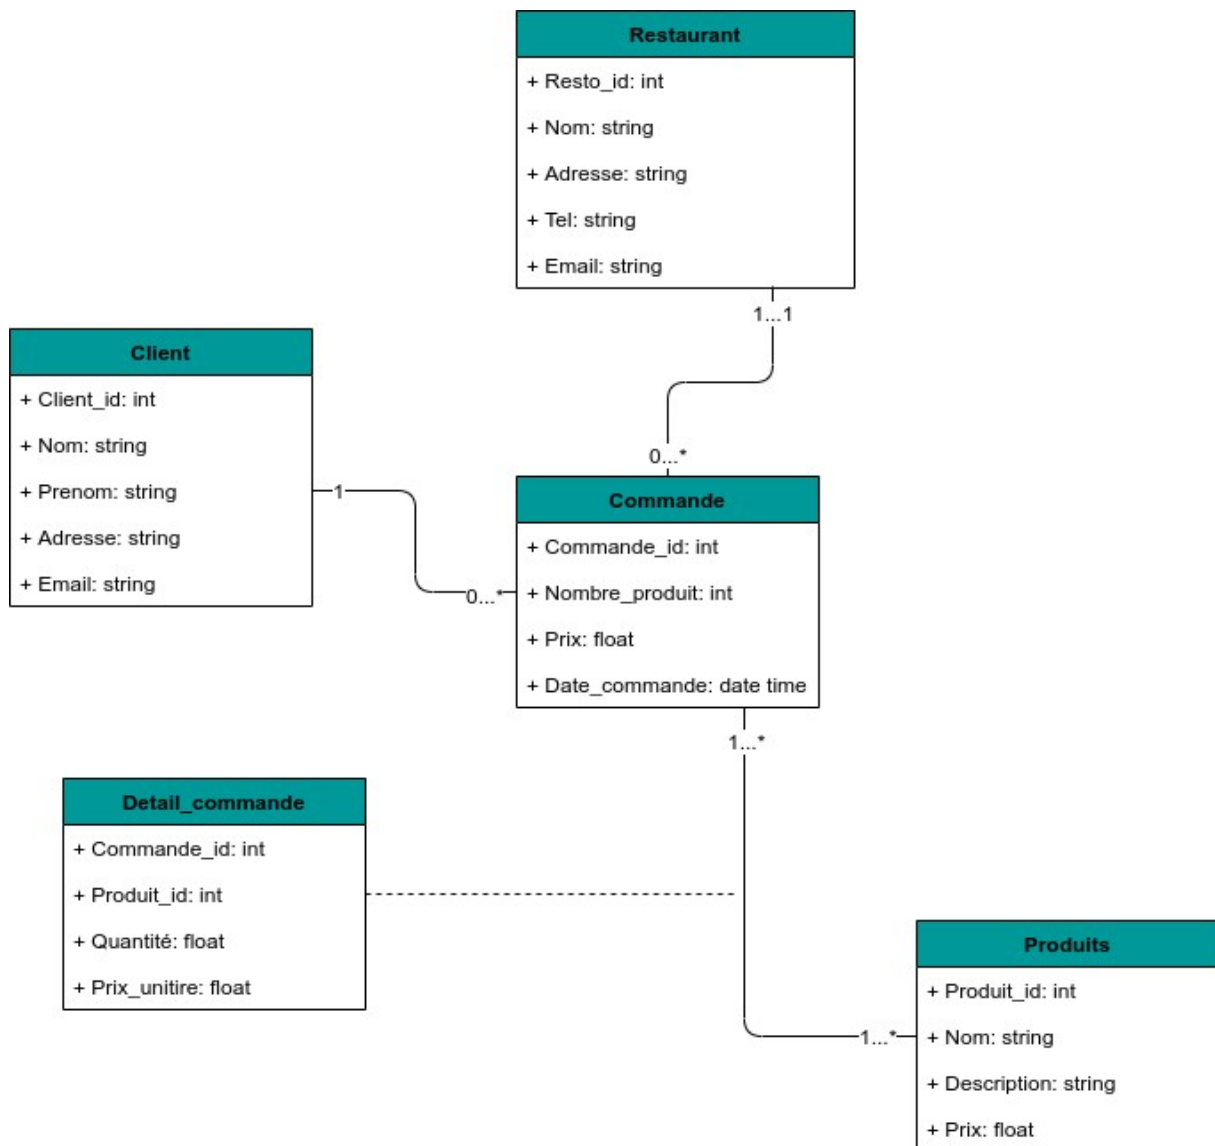 Restaurant
+ Resto_id: int
+ Nom: string
+ Adresse: string
+ Tel: string
+ Email: string
1...1
Client
+ Client_id: int
+ Nom: string
+ Prenom: string
+ Adresse: string
+ Email: string
1
0...*
0...*
Commande
+ Commande_id: int
+ Nombre_produit: int
+ Prix: float
+ Date_commande: date time
1...*
Detail_commande
+ Commande_id: int
+ Produit_id: int
+ Quantité: float
+ Prix_unitire: float
1...*
Produits
+ Produit_id: int
+ Nom: string
+ Description: string
+ Prix: float